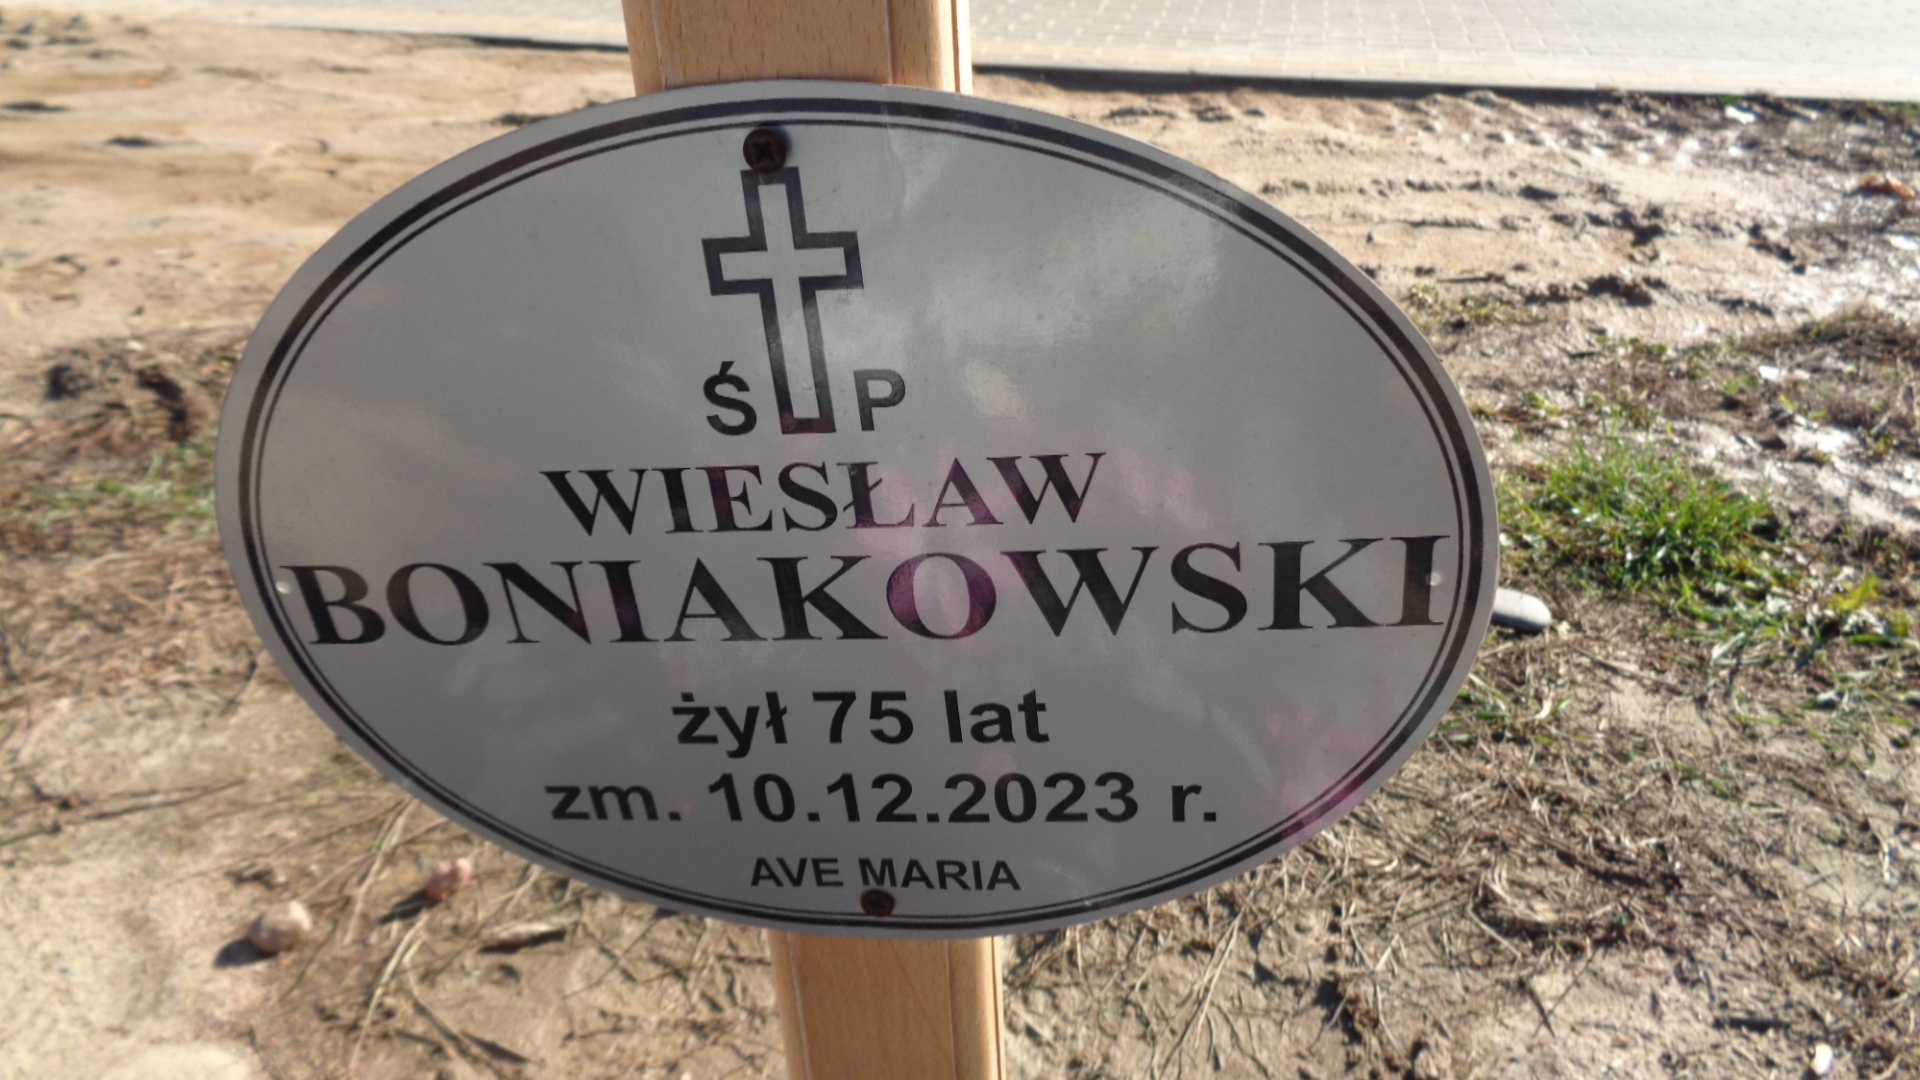 Ś P
WIESŁAW
BONIAKOWSKI
żył 75 lat
zm. 10.12.2023 r.
AVE MARIA